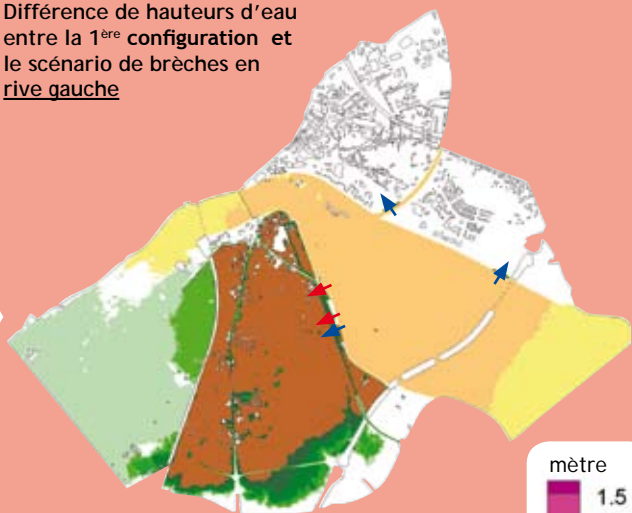 Différence de hauteurs d'eau
entre la 1ère configuration et
le scénario de brèches en
rive gauche
mètre
1.5